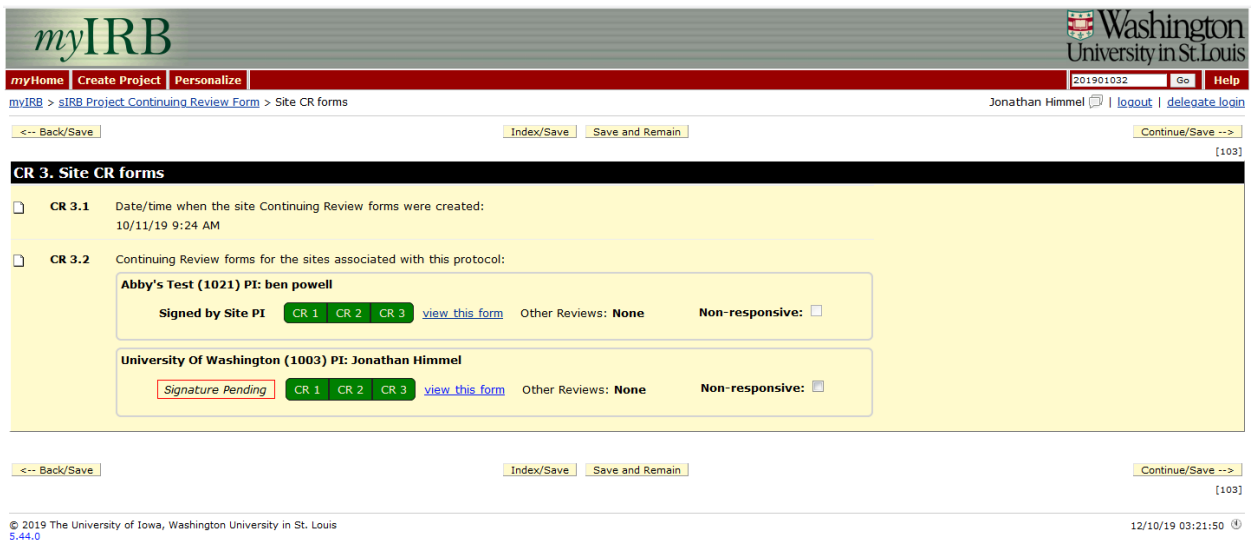 myIRB
Washington
University in St. Louis
myHome Create Project Personalize 201901032 Go Help
myIRB > sIRB Project Continuing Review Form > Site CR forms Jonathan Himmel | logout | delegate login
<-- Back/Save Index/Save Save and Remain Continue/Save -->
[103]
CR 3. Site CR forms
CR 3.1 Date/time when the site Continuing Review forms were created:
10/11/19 9:24 AM
CR 3.2 Continuing Review forms for the sites associated with this protocol:
Abby's Test (1021) PI: ben powell
Signed by Site PI CR 1 CR 2 CR 3 view this form Other Reviews: None Non-responsive:
University Of Washington (1003) PI: Jonathan Himmel
Signature Pending CR 1 CR 2 CR 3 view this form Other Reviews: None Non-responsive:
<-- Back/Save Index/Save Save and Remain Continue/Save -->
[103]
© 2019 The University of Iowa, Washington University in St. Louis 12/10/19 03:21:50
5.44.0